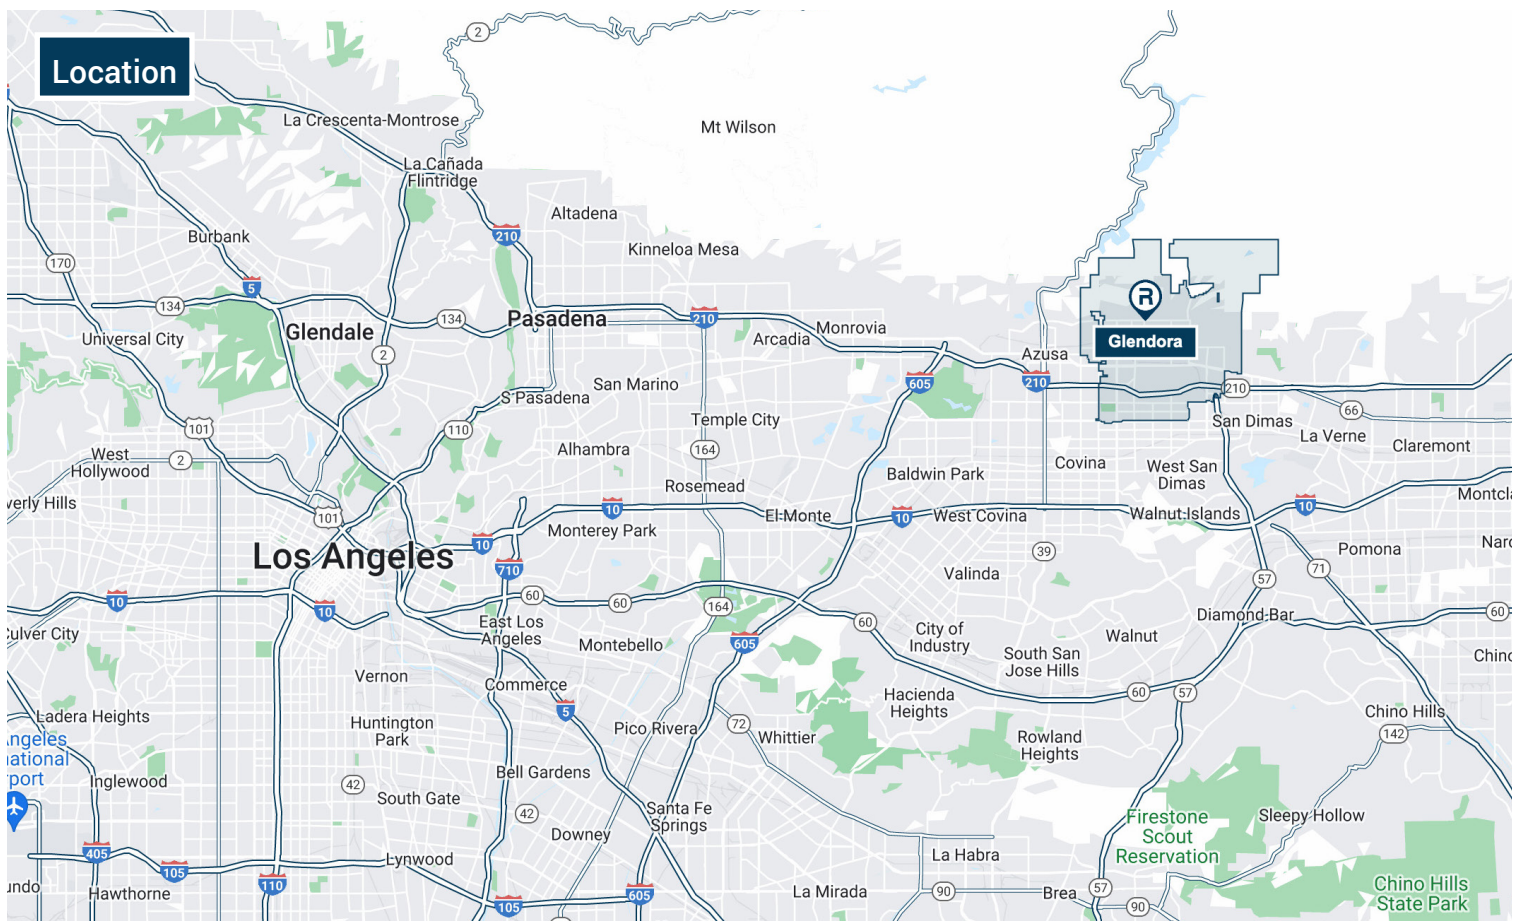 Location
2
Mt Wilson
La Crescenta-Montrose
La Cañada
Flintridge
Altadena
Burbank
210
Kinneloa Mesa
170
5
134
134
Glendale
Pasadena
210
Universal City
Arcadia
Monrovia
Glendora
Azusa
2
605
210
210
San Marino
S Pasadena
66
101
110
Temple City
San Dimas
La Verne
Claremont
West
Hollywood
2
Alhambra
164
Covina
West San
Dimas
Baldwin Park
Rosemead
verly Hills
Montcl
101
10
Monterey Park
El Monte
10
West Covina
Walnut Islands
10
Los Angeles
10
710
39
Pomona
Narc
Valinda
71
57
10
10
60
60
164
60
Diamond Bar
60
Culver City
East Los
Angeles
Montebello
605
City of
Industry
Walnut
South San
Jose Hills
Chino
Vernon
Commerce
60
57
Hacienda
Heights
Ladera Heights
5
Huntington
Park
Pico Rivera
72
Whittier
Rowland
Heights
Chino Hills
142
Angeles
national
rport
Inglewood
Bell Gardens
42
South Gate
42
Santa Fe
Springs
Downey
Firestone
Scout
Reservation
Sleepy Hollow
405
105
Lynwood
La Habra
undo
Hawthorne
110
105
605
La Mirada
90
Brea
57
90
Chino Hills
State Park
R